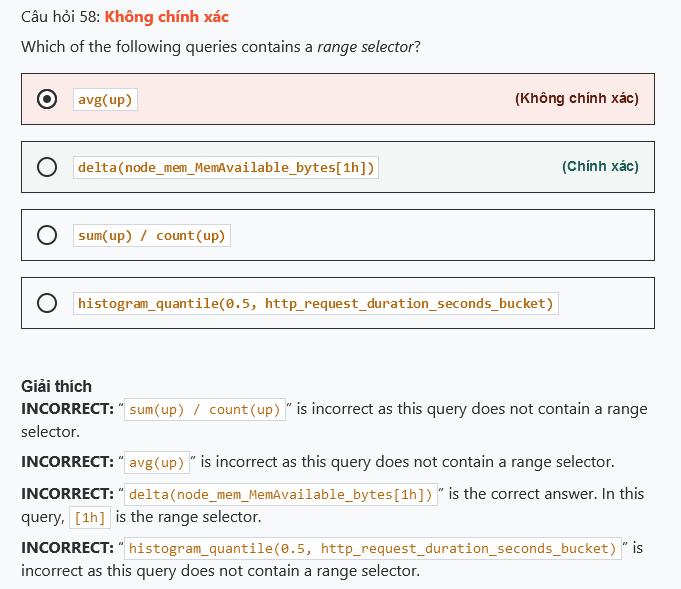 Câu hỏi 58: Không chính xác
Which of the following queries contains a range selector?
avg(up) (Không chính xác)
delta(node_mem_MemAvailable_bytes[1h]) (Chính xác)
sum(up) / count(up)
histogram_quantile(0.5, http_request_duration_seconds_bucket)
Giải thích
INCORRECT: “sum(up) / count(up)” is incorrect as this query does not contain a range
selector.
INCORRECT: “avg(up)” is incorrect as this query does not contain a range selector.
INCORRECT: “delta(node_mem_MemAvailable_bytes[1h])” is the correct answer. In this
query, [1h] is the range selector.
INCORRECT: “histogram_quantile(0.5, http_request_duration_seconds_bucket)” is
incorrect as this query does not contain a range selector.